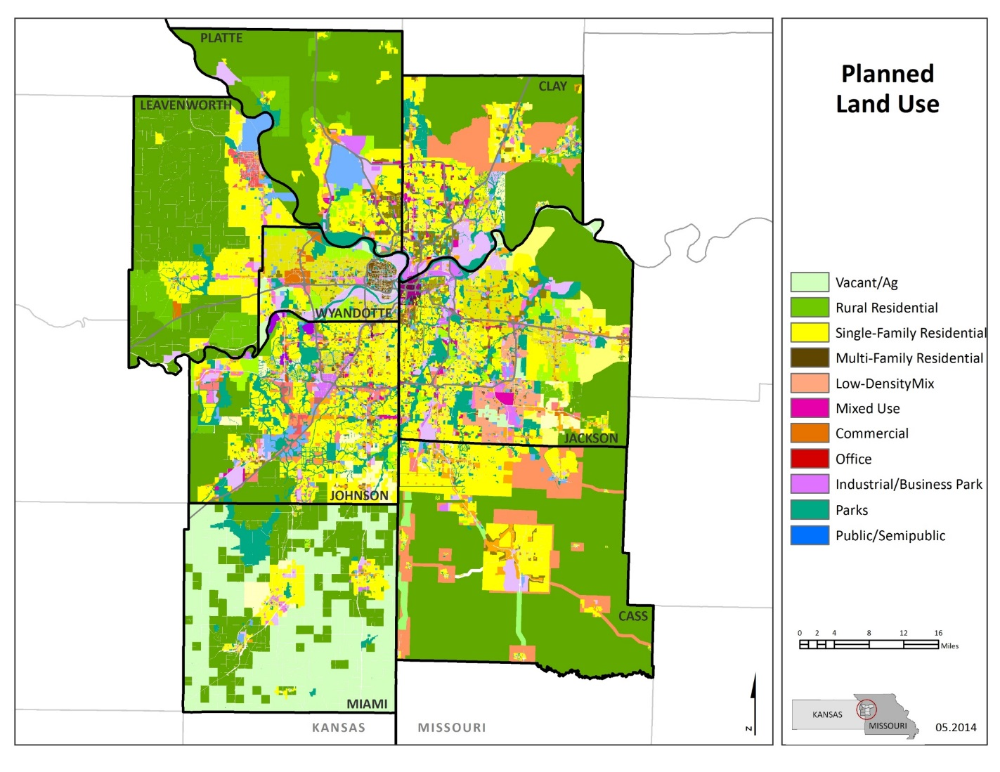 Planned
Land Use
PLATTE
CLAY
LEAVENWORTH
WYANDOTTE
JACKSON
JOHNSON
CASS
MIAMI
KANSAS
MISSOURI
Vacant/Ag
Rural Residential
Single-Family Residential
Multi-Family Residential
Low-DensityMix
Mixed Use
Commercial
Office
Industrial/Business Park
Parks
Public/Semipublic
0 2 4 8 12 16
Miles
N
KANSAS
MISSOURI
05.2014